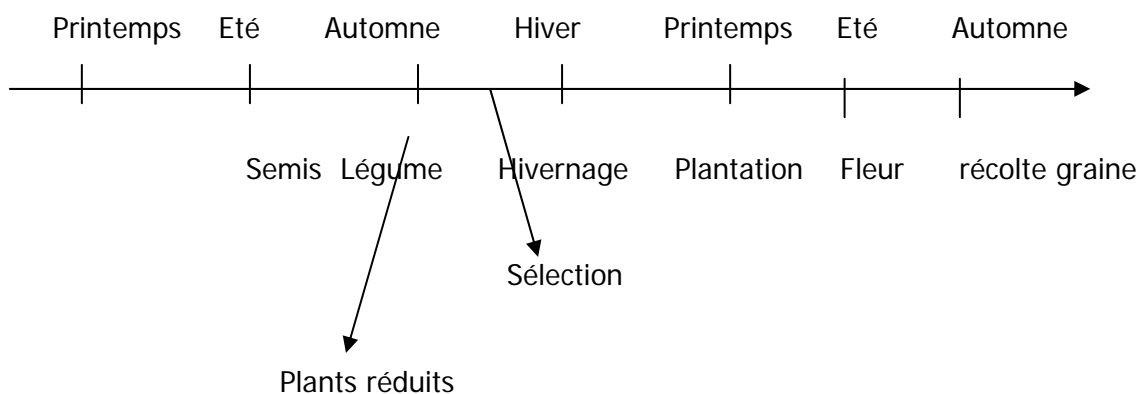 Printemps Eté Automne Hiver Printemps Eté Automne
Semis Légume Hivernage Plantation Fleur récolte graine
Sélection
Plants réduits